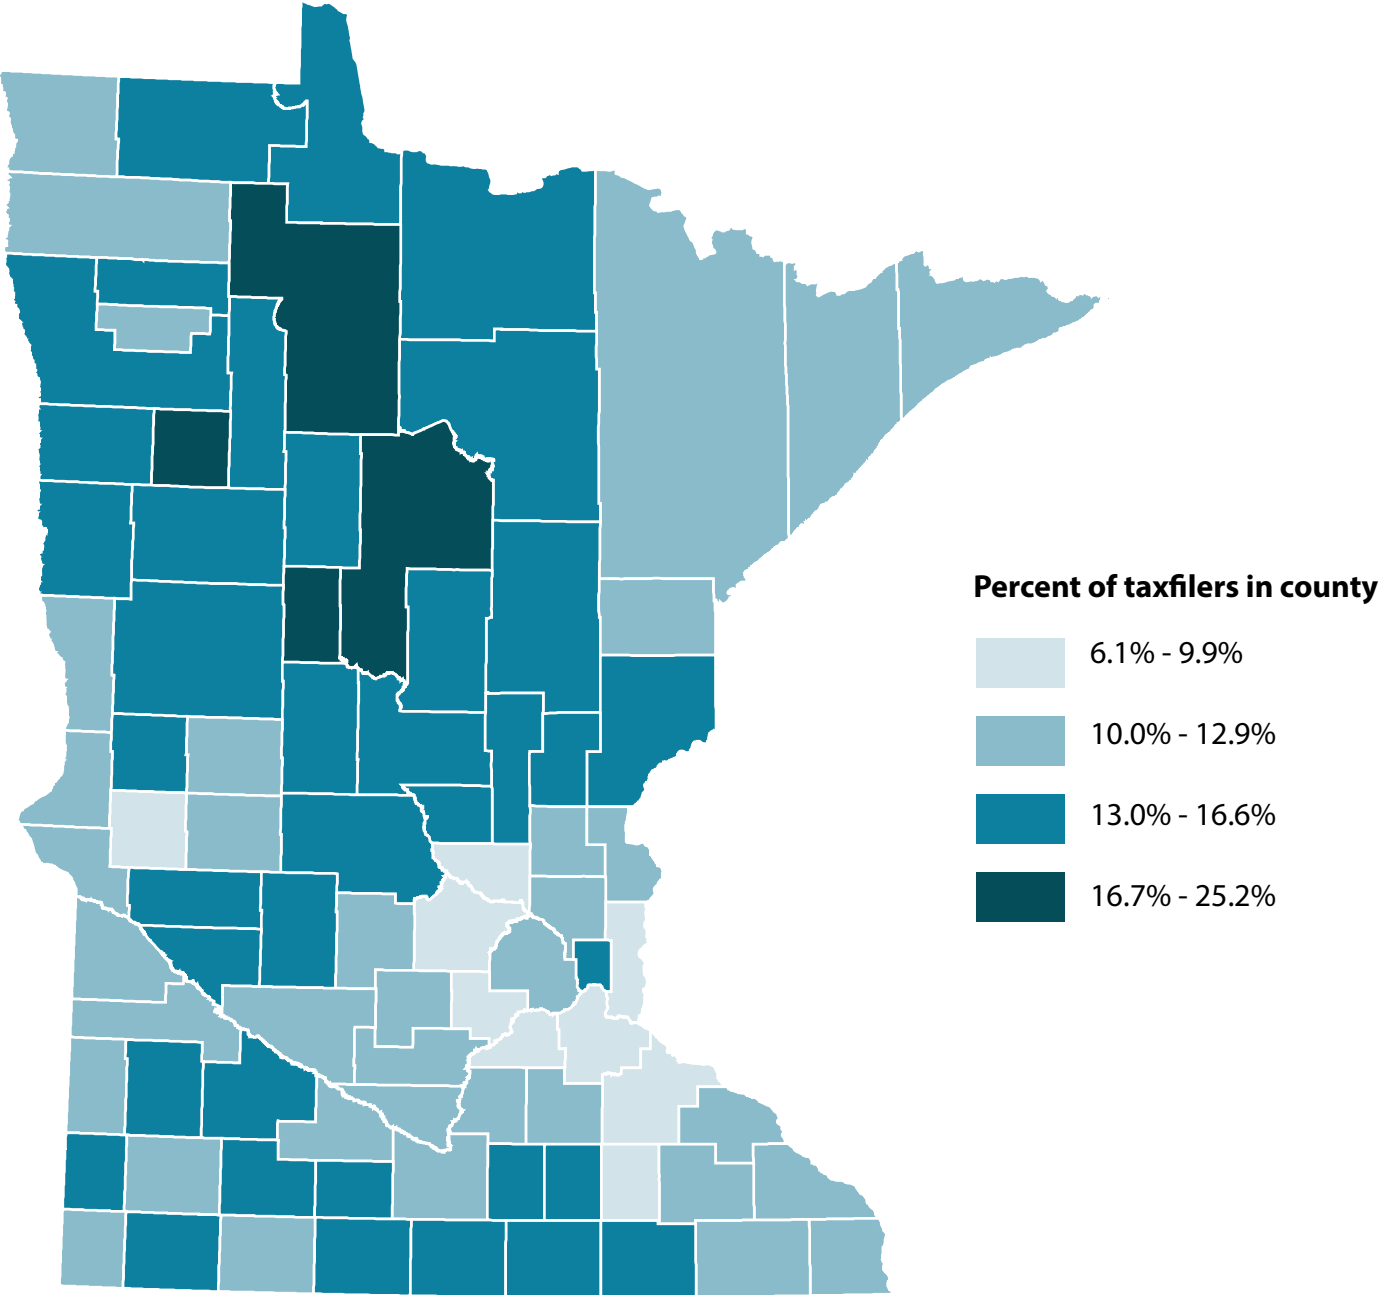 Percent of taxfilers in county
6.1% - 9.9%
10.0% - 12.9%
13.0% - 16.6%
16.7% - 25.2%